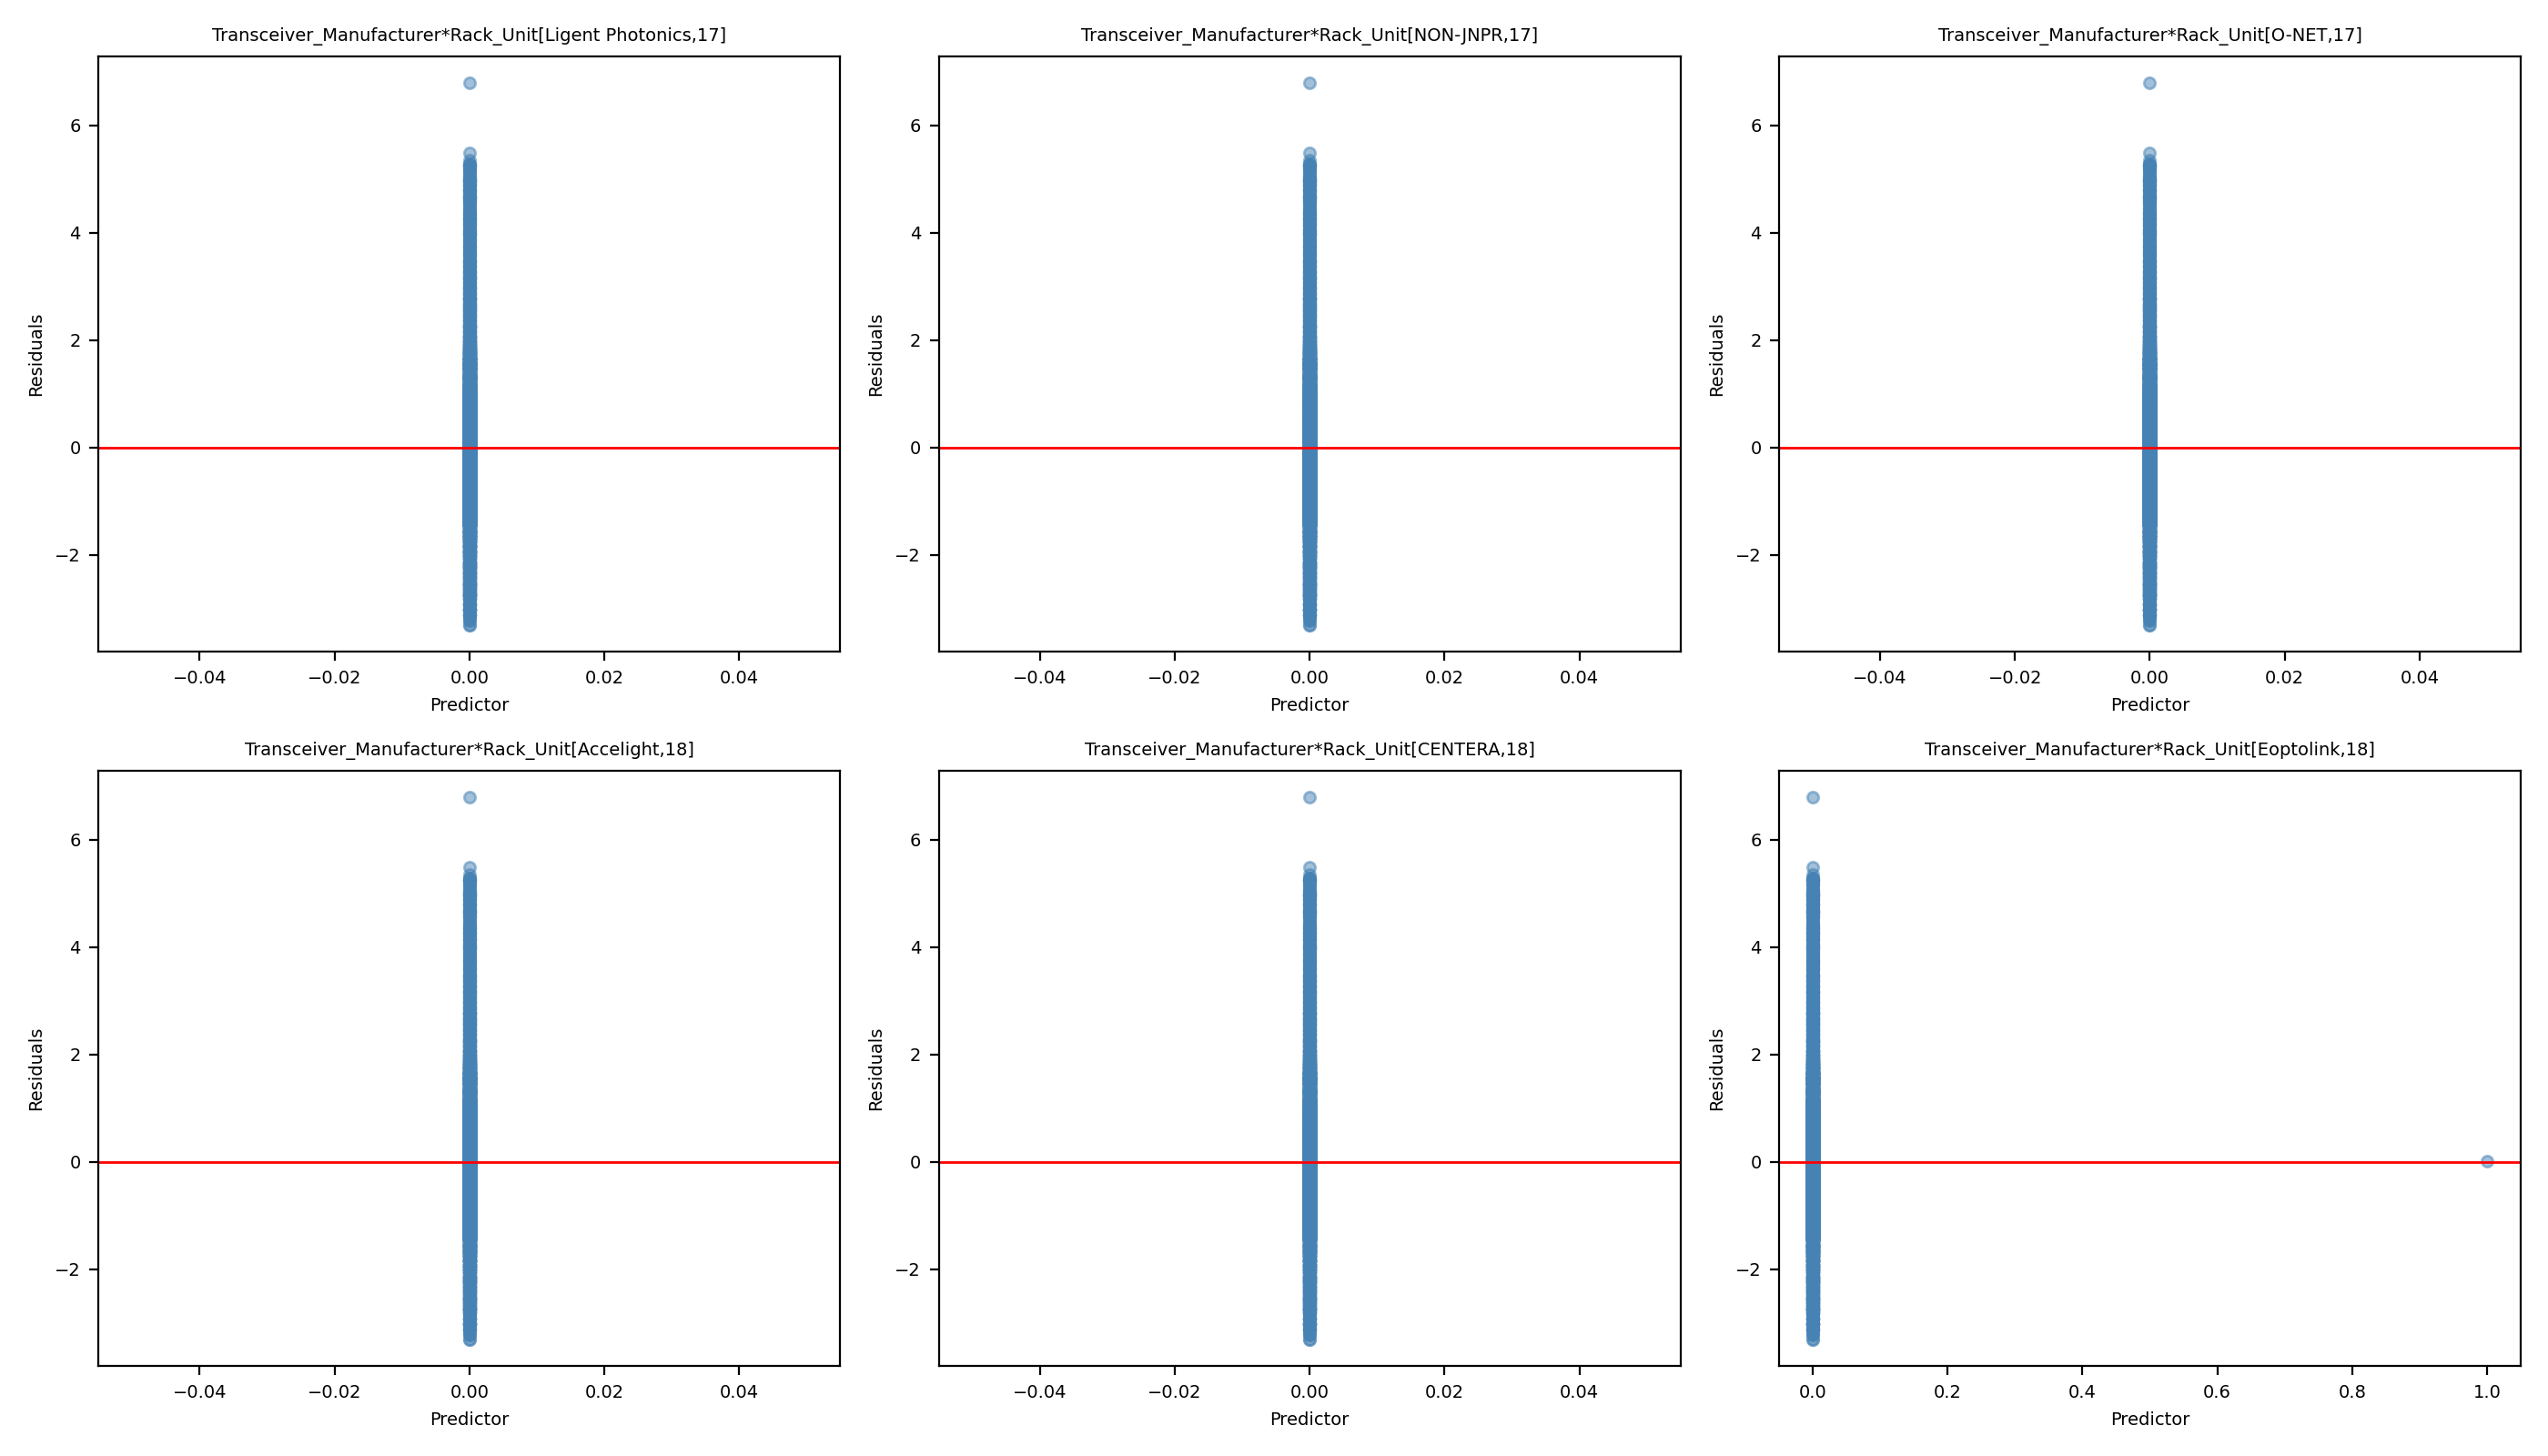 Transceiver_Manufacturer*Rack_Unit[Ligent Photonics,17]
Residuals
6
4
2
0
−2
−0.04 −0.02 0.00 0.02 0.04
Predictor
Transceiver_Manufacturer*Rack_Unit[NON-JNPR,17]
Residuals
6
4
2
0
−2
−0.04 −0.02 0.00 0.02 0.04
Predictor
Transceiver_Manufacturer*Rack_Unit[O-NET,17]
Residuals
6
4
2
0
−2
−0.04 −0.02 0.00 0.02 0.04
Predictor
Transceiver_Manufacturer*Rack_Unit[Accelight,18]
Residuals
6
4
2
0
−2
−0.04 −0.02 0.00 0.02 0.04
Predictor
Transceiver_Manufacturer*Rack_Unit[CENTERA,18]
Residuals
6
4
2
0
−2
−0.04 −0.02 0.00 0.02 0.04
Predictor
Transceiver_Manufacturer*Rack_Unit[Eoptolink,18]
Residuals
6
4
2
0
−2
0.0 0.2 0.4 0.6 0.8 1.0
Predictor